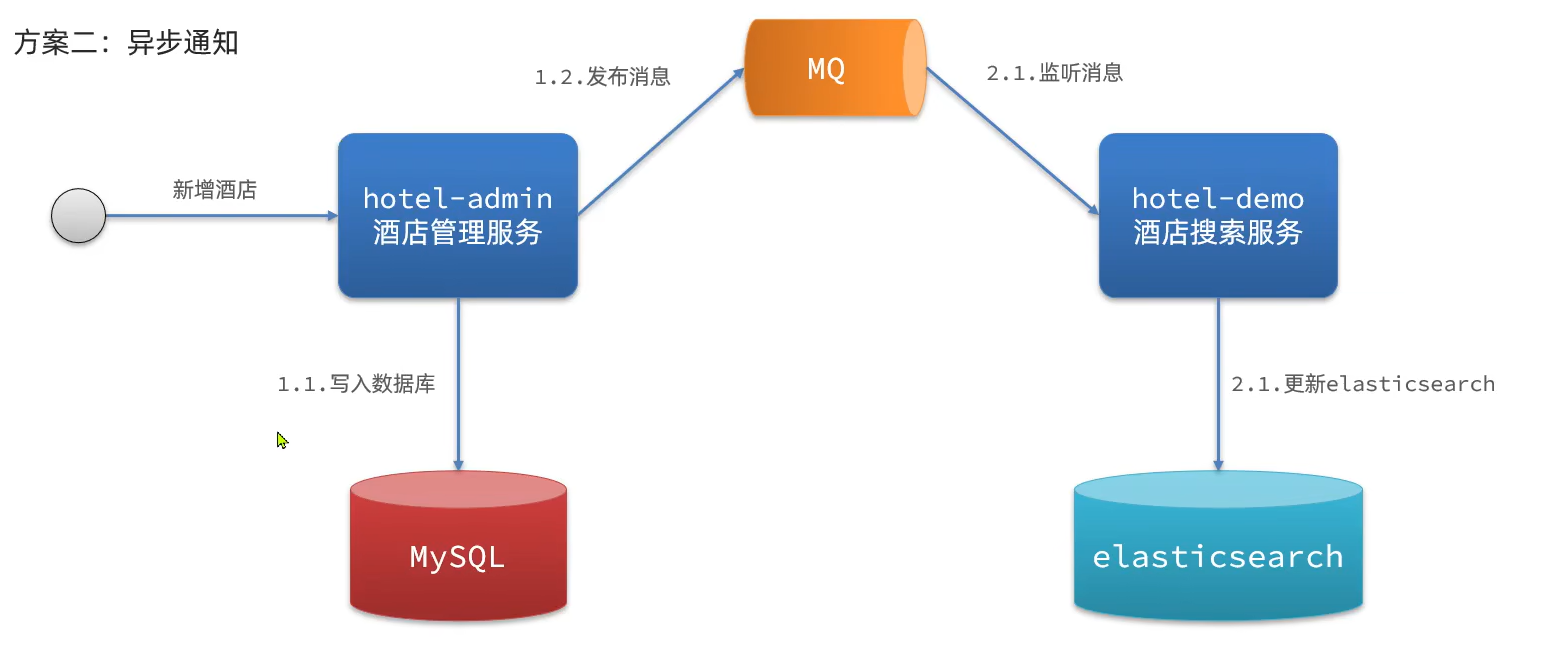 方案二：异步通知
MQ
1.2.发布消息
2.1.监听消息
新增酒店
hotel-admin
酒店管理服务
hotel-demo
酒店搜索服务
1.1.写入数据库
2.1.更新elasticsearch
MySQL
elasticsearch